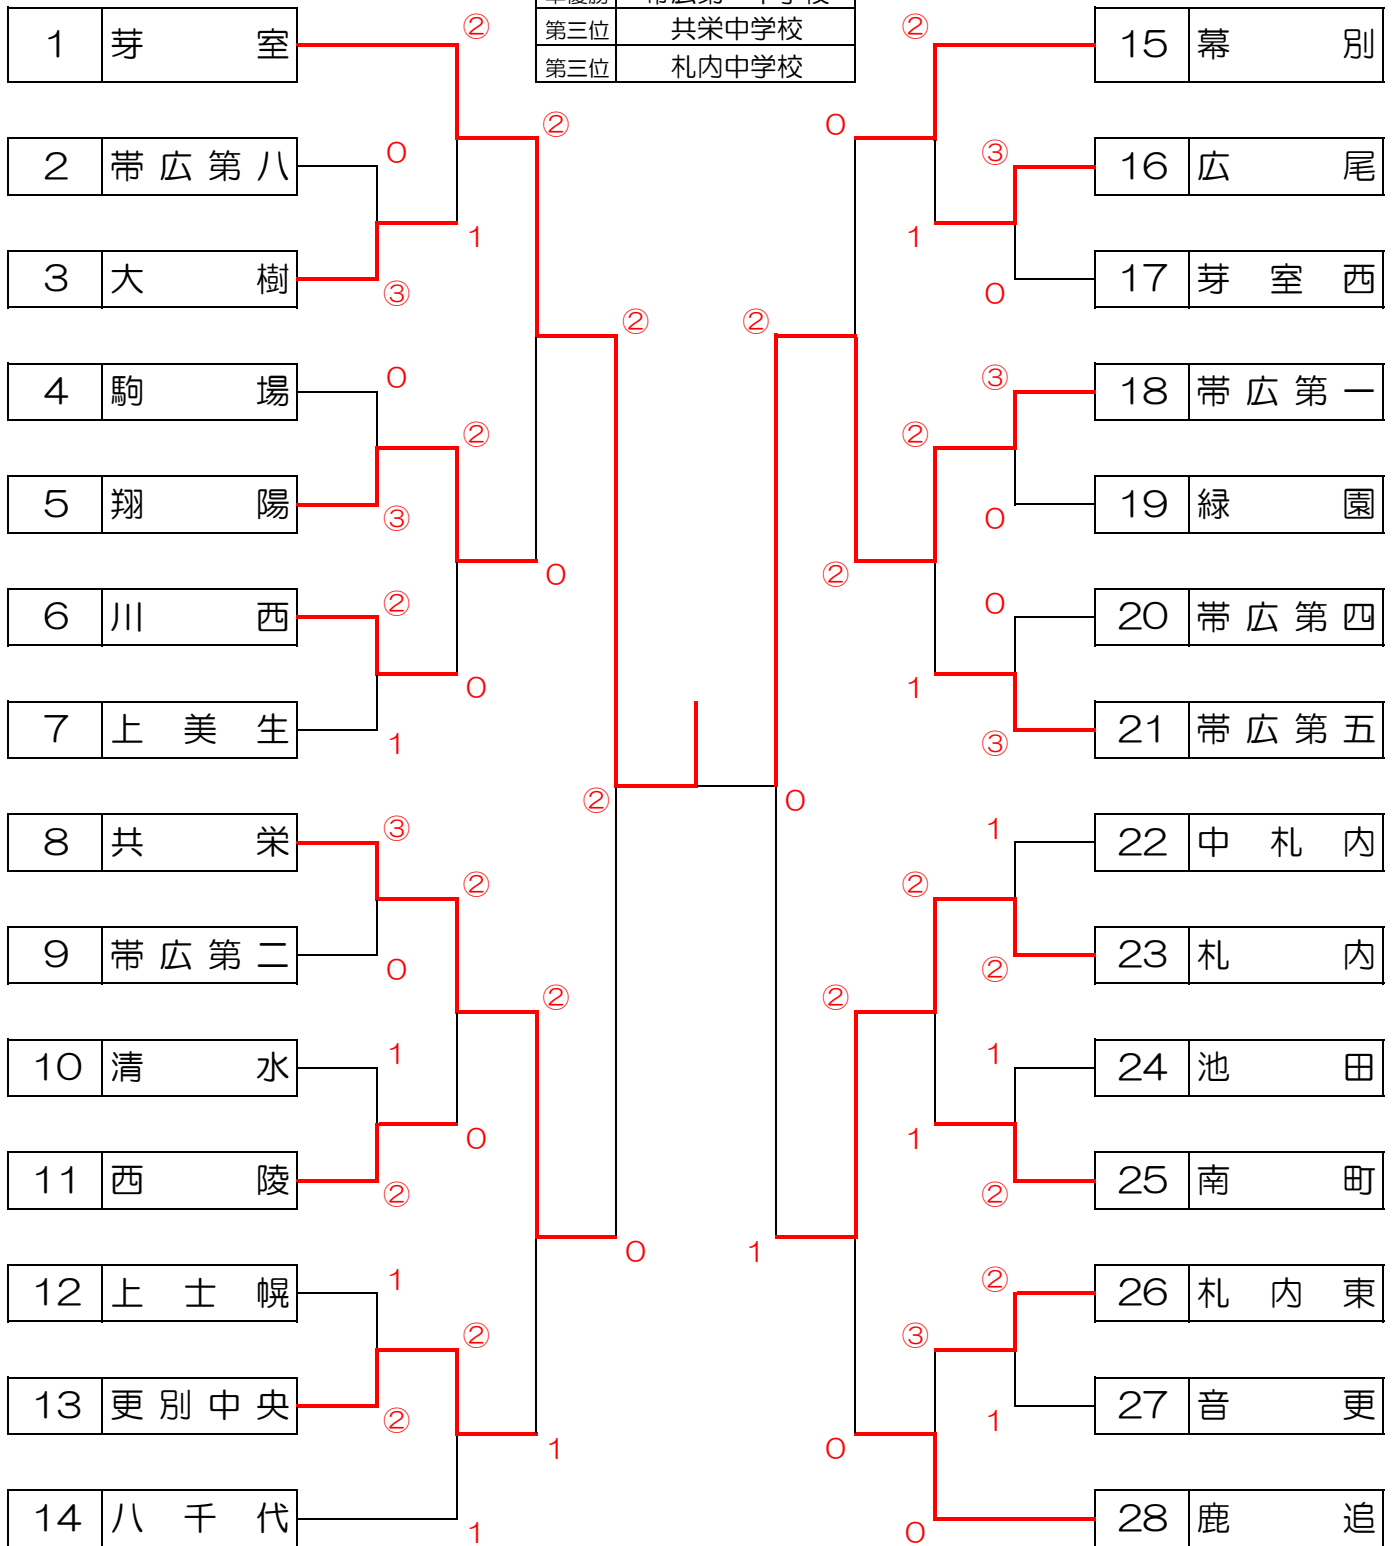 ② ②
第三位 共栄中学校
1 芽室 15 幕別
第三位 札内中学校
② 0
0 ③
2 帯広第八 16 広尾
1 1
3 大樹 17 芽室西
③ 0
② ②
0 ③
4 駒場 18 帯広第一
② ②
5 翔陽 19 緑園
③ 0
0 ②
② 0
6 川西 20 帯広第四
0 1
7 上美生 21 帯広第五
1 ③
② 0
③ 1
8 共栄 22 中札内
② ②
9 帯広第二 23 札内
0 ②
② ②
1 1
10 清水 24 池田
0 1
11 西陵 25 南町
② ②
0 1
1 ②
12 上士幌 26 札内東
② ③
13 更別中央 27 音更
② 1
1 0
14 八千代 28 鹿追
1 0